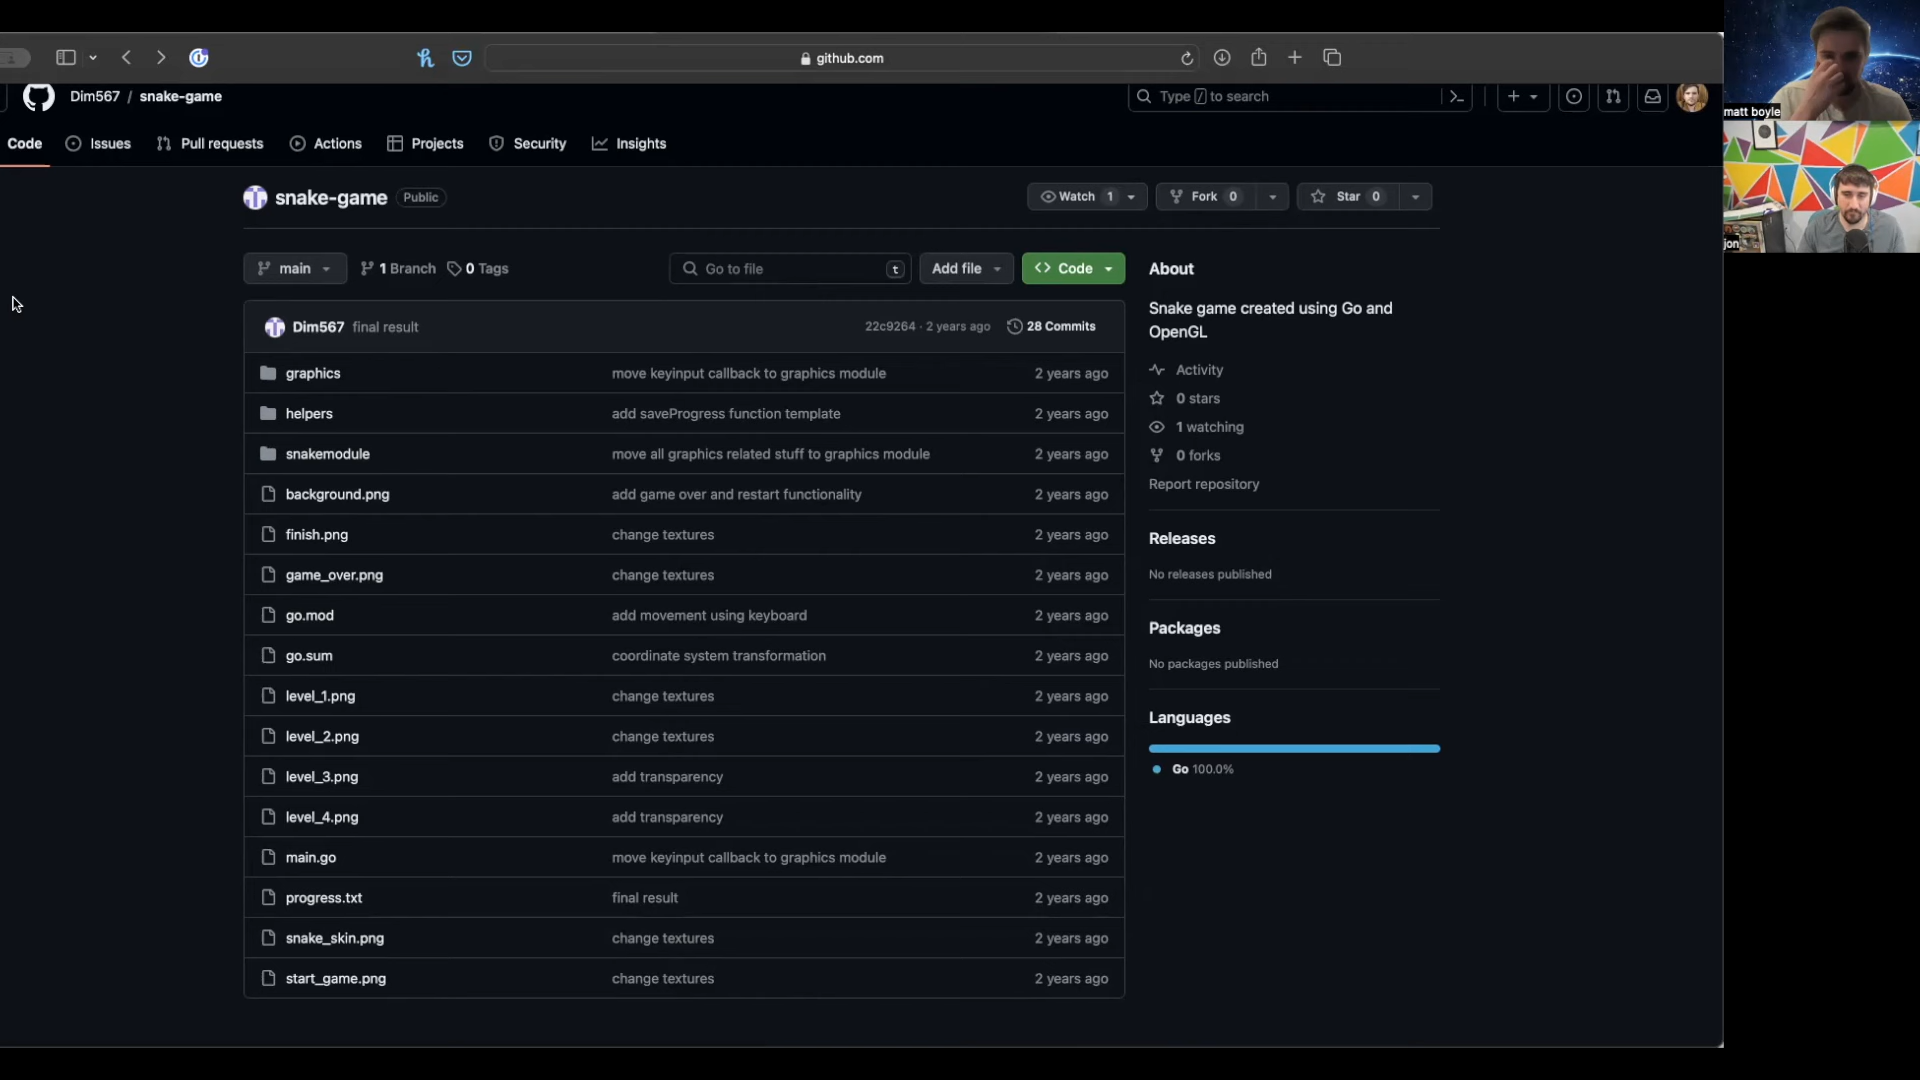 github.com
Dim567 / snake-game
Type / to search
matt boyle
Code Issues Pull requests Actions Projects Security Insights
snake-game Public
Watch 1 Fork 0 Star 0
jon
main 1 Branch 0 Tags Go to file t Add file Code
Dim567 final result 22c9264 · 2 years ago 28 Commits
graphics move keyinput callback to graphics module 2 years ago
helpers add saveProgress function template 2 years ago
snakemodule move all graphics related stuff to graphics module 2 years ago
background.png add game over and restart functionality 2 years ago
finish.png change textures 2 years ago
game_over.png change textures 2 years ago
go.mod add movement using keyboard 2 years ago
go.sum coordinate system transformation 2 years ago
level_1.png change textures 2 years ago
level_2.png change textures 2 years ago
level_3.png add transparency 2 years ago
level_4.png add transparency 2 years ago
main.go move keyinput callback to graphics module 2 years ago
progress.txt final result 2 years ago
snake_skin.png change textures 2 years ago
start_game.png change textures 2 years ago
About
Snake game created using Go and
OpenGL
Activity
0 stars
1 watching
0 forks
Report repository
Releases
No releases published
Packages
No packages published
Languages
Go 100.0%